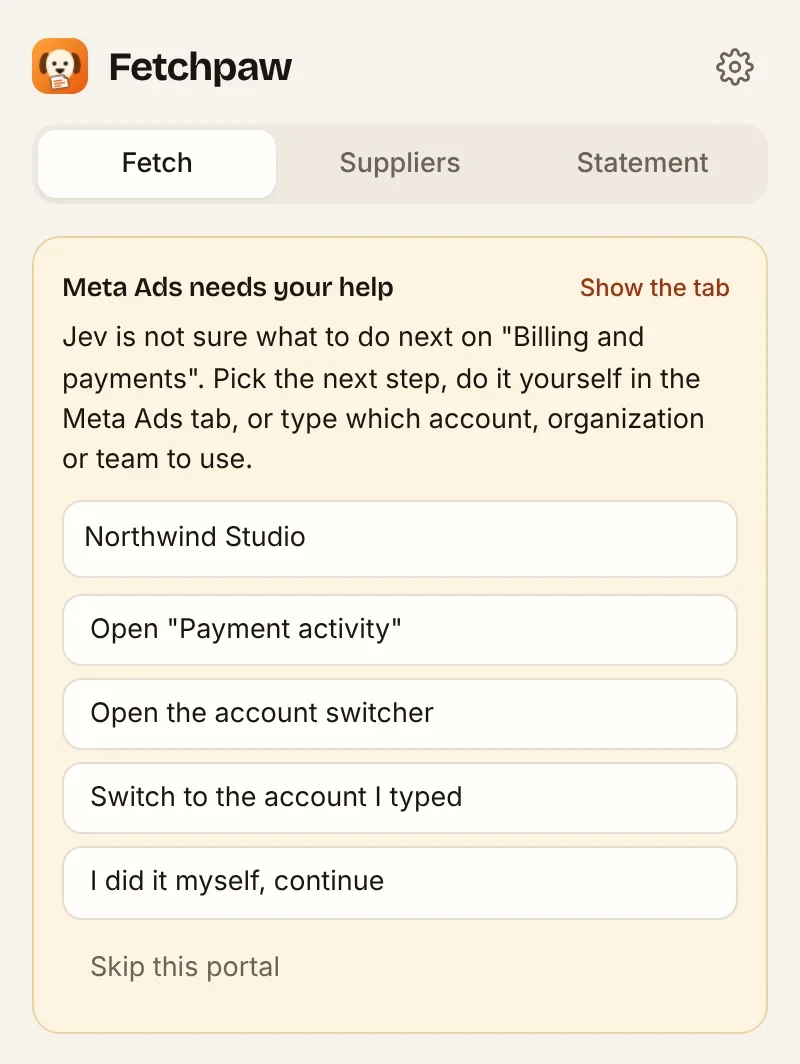 Fetchpaw
Fetch
Suppliers
Statement
Meta Ads needs your help
Show the tab
Jev is not sure what to do next on "Billing and
payments". Pick the next step, do it yourself in the
Meta Ads tab, or type which account, organization
or team to use.
Northwind Studio
Open "Payment activity"
Open the account switcher
Switch to the account I typed
I did it myself, continue
Skip this portal